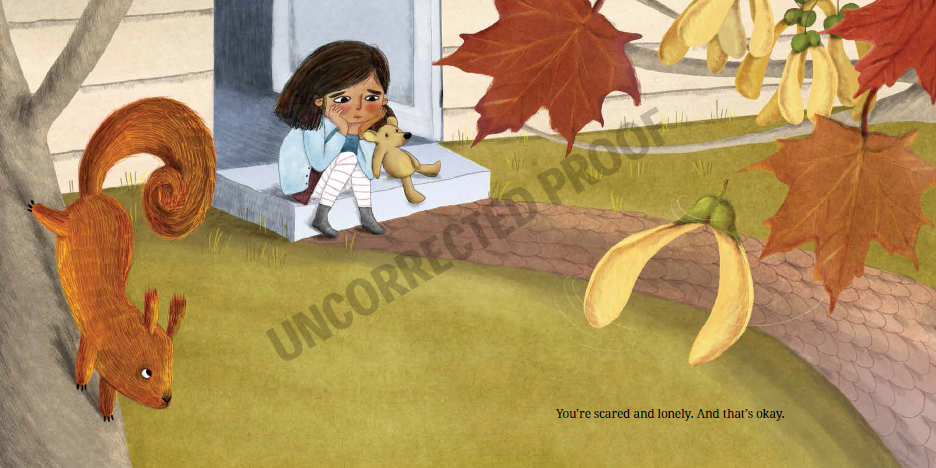 UNCORRECTED PROOF
You're scared and lonely. And that's okay.